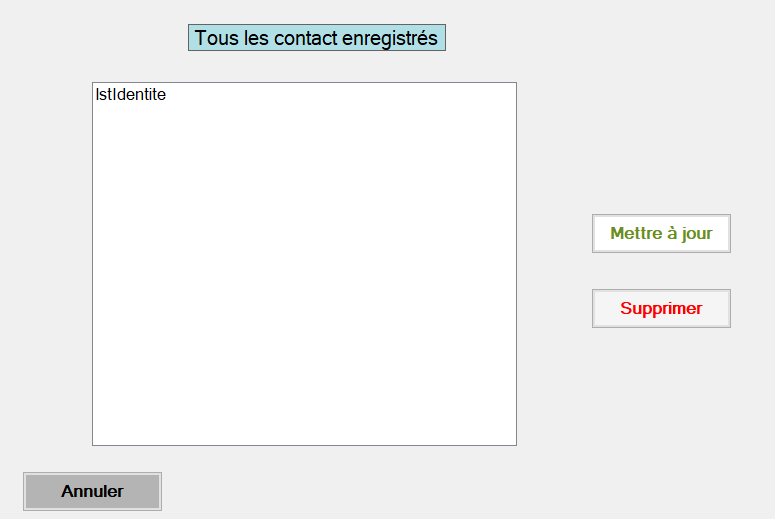 Tous les contact enregistrés
lstIdentite
Mettre à jour
Supprimer
Annuler